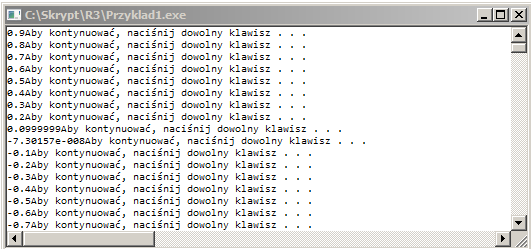 C:\Skrypt\R3\Przyklad1.exe
0.9Aby kontynuować, naciśnij dowolny klawisz . . .
0.8Aby kontynuować, naciśnij dowolny klawisz . . .
0.7Aby kontynuować, naciśnij dowolny klawisz . . .
0.6Aby kontynuować, naciśnij dowolny klawisz . . .
0.5Aby kontynuować, naciśnij dowolny klawisz . . .
0.4Aby kontynuować, naciśnij dowolny klawisz . . .
0.3Aby kontynuować, naciśnij dowolny klawisz . . .
0.2Aby kontynuować, naciśnij dowolny klawisz . . .
0.0999999Aby kontynuować, naciśnij dowolny klawisz . . .
-7.30157e-008Aby kontynuować, naciśnij dowolny klawisz . . .
-0.1Aby kontynuować, naciśnij dowolny klawisz . . .
-0.2Aby kontynuować, naciśnij dowolny klawisz . . .
-0.3Aby kontynuować, naciśnij dowolny klawisz . . .
-0.4Aby kontynuować, naciśnij dowolny klawisz . . .
-0.5Aby kontynuować, naciśnij dowolny klawisz . . .
-0.6Aby kontynuować, naciśnij dowolny klawisz . . .
-0.7Aby kontynuować, naciśnij dowolny klawisz . . .